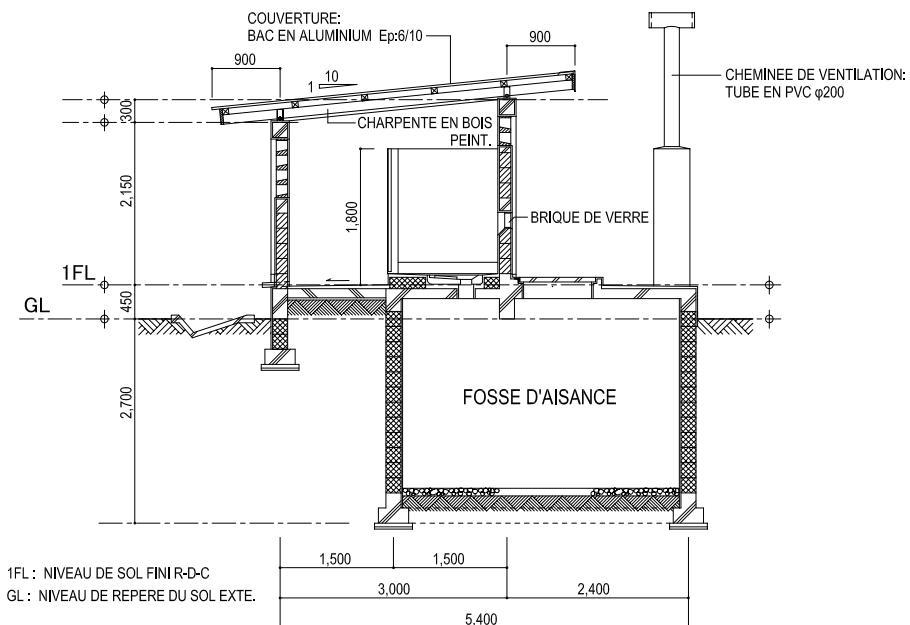 COUVERTURE:
BAC EN ALUMINIUM Ep:6/10
900
900
1
10
CHEMINEE DE VENTILATION:
TUBE EN PVC φ200
300
CHARPENTE EN BOIS
PEINT.
2,150
1,800
BRIQUE DE VERRE
1FL
450
GL
2,700
FOSSE D'AISANCE
1,500
1,500
1FL : NIVEAU DE SOL FINI R-D-C
3,000
2,400
GL : NIVEAU DE REPERE DU SOL EXTE.
5,400